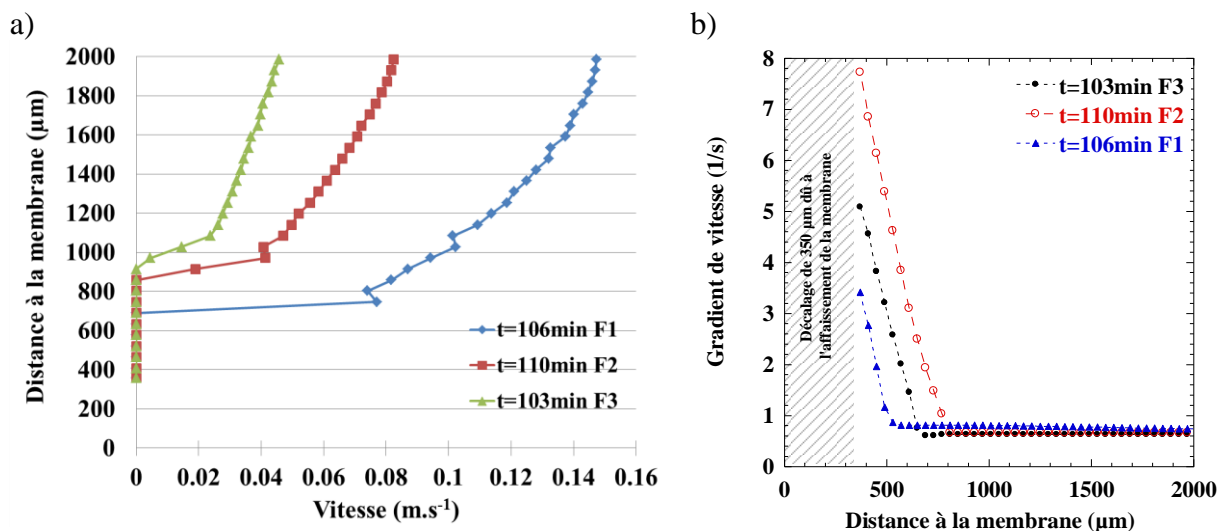 a)
2000
1800
1600
1400
1200
1000
800
600
400
200
0
Distance à la membrane (µm)
t=106min F1
t=110min F2
t=103min F3
0 0.02 0.04 0.06 0.08 0.1 0.12 0.14 0.16
Vitesse (m.s⁻¹)
b)
8
7
6
5
4
3
2
1
0
Gradient de vitesse (1/s)
Décalage de 350 µm dû a
l'affaissement de la membrane
t=103min F3
t=110min F2
t=106min F1
0 500 1000 1500 2000
Distance à la membrane (µm)